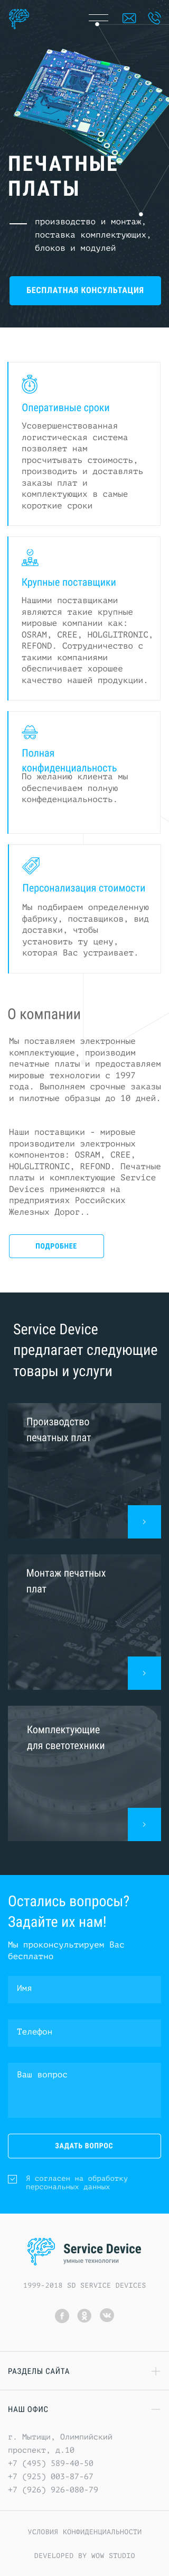 ПЕЧАТНЫЕ
ПЛАТЫ
производство и монтаж,
поставка комплектующих,
блоков и модулей
БЕСПЛАТНАЯ КОНСУЛЬТАЦИЯ
Оперативные сроки
Усовершенствованная
логистическая система
позволяет нам
просчитывать стоимость,
производить и доставлять
заказы плат и
комплектующих в самые
короткие сроки
Крупные поставщики
Нашими поставщиками
являются такие крупные
мировые компании как:
OSRAM, CREE, HOLGLITRONIC,
REFOND. Сотрудничество с
такими компаниями
обеспечивает хорошее
качество нашей продукции.
Полная
конфиденциальность
По желанию клиента мы
обеспечиваем полную
конфеденциальность.
Персонализация стоимости
Мы подбираем определенную
фабрику, поставщиков, вид
доставки, чтобы
установить ту цену,
которая Вас устраивает.
О компании
Мы поставляем электронные
комплектующие, производим
печатные платы и предоставляем
мировые технологии с 1997
года. Выполняем срочные заказы
и пилотные образцы до 10 дней.
Наши поставщики – мировые
производители электронных
компонентов: OSRAM, CREE,
HOLGLITRONIC, REFOND. Печатные
платы и комплектующие Service
Devices применяются на
предприятиях Российских
Железных Дорог..
ПОДРОБНЕЕ
Service Device
предлагает следующие
товары и услуги
Производство
печатных плат
Монтаж печатных
плат
Комплектующие
для светотехники
Остались вопросы?
Задайте их нам!
Мы проконсультируем Вас
бесплатно
Имя
Телефон
Ваш вопрос
ЗАДАТЬ ВОПРОС
Я согласен на обработку
персональных данных
Service Device
умные технологии
1999-2018 SD SERVICE DEVICES
РАЗДЕЛЫ САЙТА
НАШ ОФИС
г. Мытищи, Олимпийский
проспект, д.10
+7 (495) 589-40-50
+7 (925) 003-87-67
+7 (926) 926-080-79
УСЛОВИЯ КОНФИДЕНЦИАЛЬНОСТИ
DEVELOPED BY WOW STUDIO